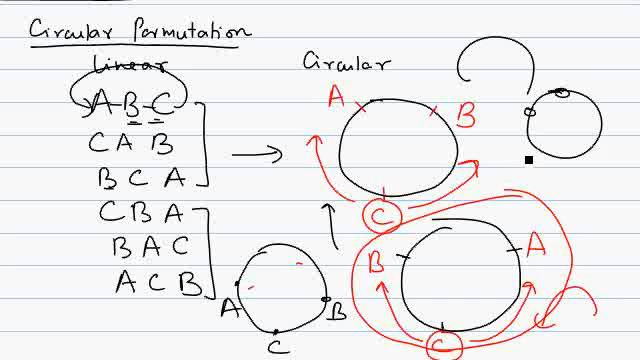 Circular Permutation
Linear
Circular
A-B-C
C A B
B C A
C B A
B A C
A C B
A B
C
B A
C
A B
C